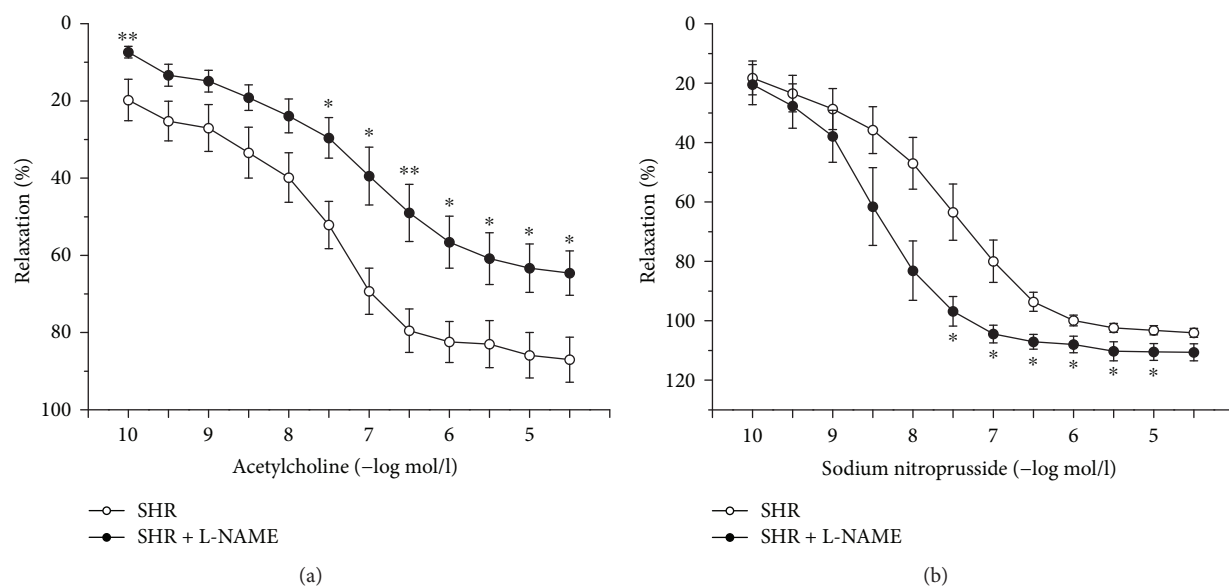 0
20
40
60
80
100
Relaxation (%)
**
*
*
**
*
*
*
*
10 9 8 7 6 5
Acetylcholine (−log mol/l)
SHR
SHR + L-NAME
(a)
0
20
40
60
80
100
120
Relaxation (%)
*
*
*
*
*
*
10 9 8 7 6 5
Sodium nitroprusside (−log mol/l)
SHR
SHR + L-NAME
(b)